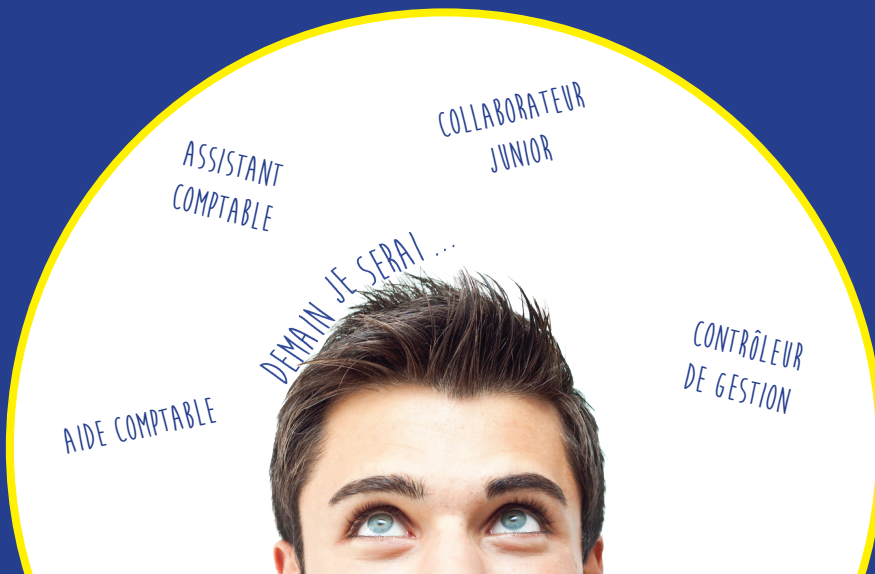 COLLABORATEUR
JUNIOR
ASSISTANT
COMPTABLE
DEMAIN JE SERAI ...
CONTRÔLEUR
DE GESTION
AIDE COMPTABLE